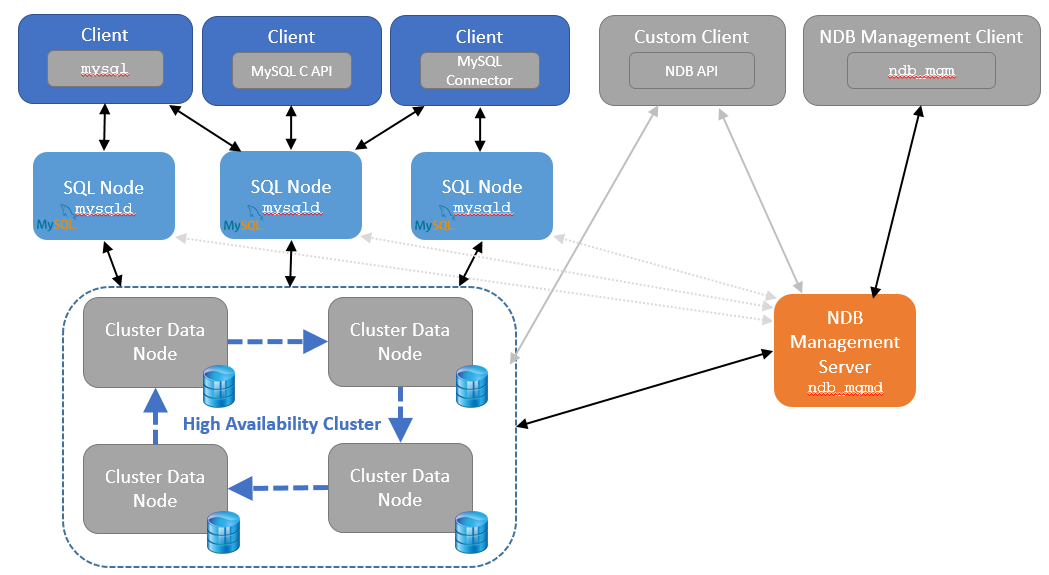 Client
mysql
Client
MySQL C API
Client
MySQL
Connector
Custom Client
NDB API
NDB Management Client
ndb_mgm
SQL Node
mysqld
MySQL
SQL Node
mysqld
MySQL
SQL Node
mysqld
MySQL
Cluster Data
Node
Cluster Data
Node
NDB
Management
Server
ndb_mgmd
High Availability Cluster
Cluster Data
Node
Cluster Data
Node